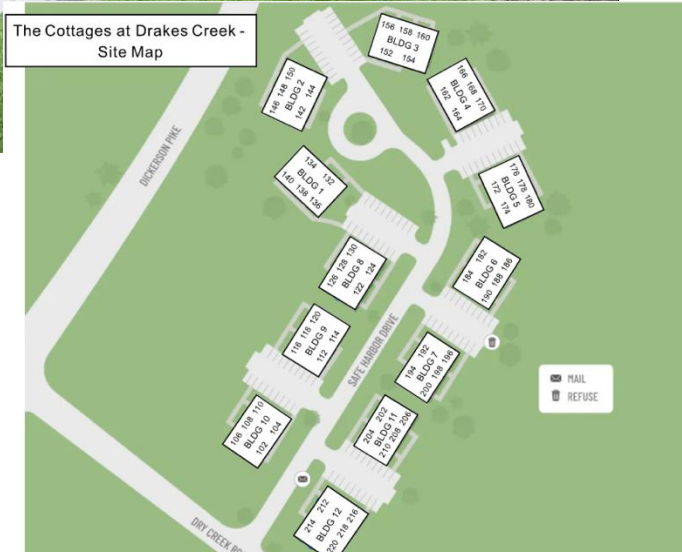 The Cottages at Drakes Creek -
Site Map
156 158 160
BLDG 3
152 154
146 148 150
BLDG 2
142 144
166 168 170
BLDG 4
162 164
134 132
BLDG 1
140 138 136
176 178 180
BLDG 5
172 174
DICKERSON PIKE
126 128 130
BLDG 8
122 124
184 182
BLDG 6
190 188 186
116 118 120
BLDG 9
112 114
SAFE HARBOR DRIVE
194 192
BLDG 7
200 198 196
MAIL
REFUSE
106 108 110
BLDG 10
102 104
204 202
BLDG 11
210 208 206
214 212
BLDG 12
220 218 216
DRY CREEK